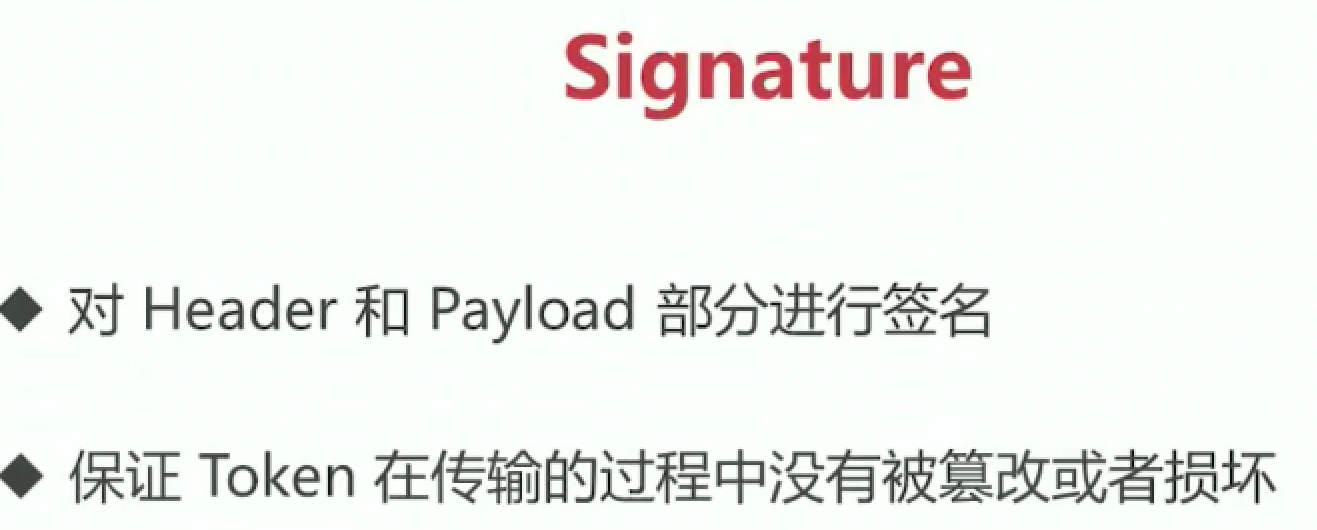 Signature
◆ 对 Header 和 Payload 部分进行签名
◆ 保证 Token 在传输的过程中没有被篡改或者损坏